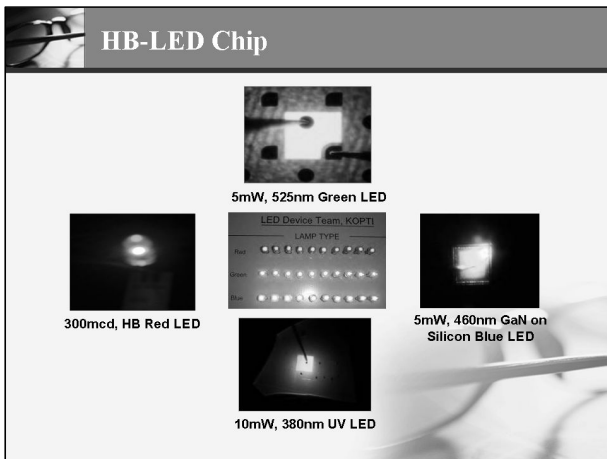 HB-LED Chip
5mW, 525nm Green LED
LED Device Team, KOPTI
LAMP TYPE
Red
Green
Blue
300mcd, HB Red LED
5mW, 460nm GaN on
Silicon Blue LED
10mW, 380nm UV LED